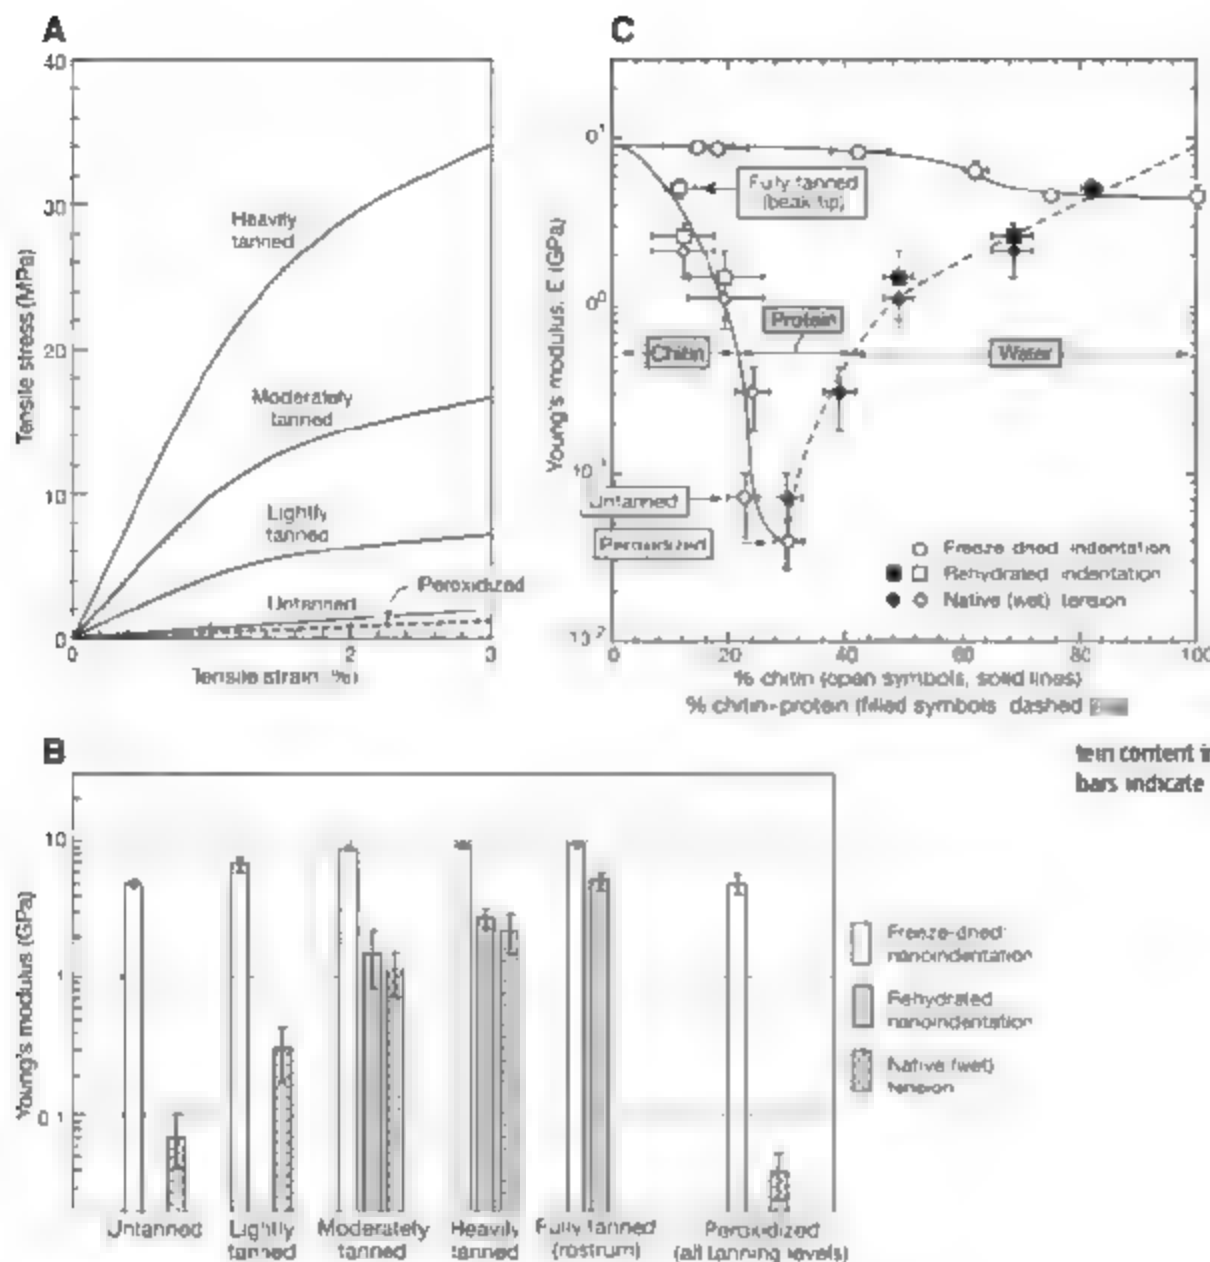 A
40
30
20
10
0
Tensile stress (MPa)
Heavily
tanned
Moderately
tanned
Lightly
tanned
Untanned
Peroxidized
0
2
3
Tensile strain %)
C
Young's modulus, E (GPa)
Fully tanned
(beak tip)
Chitin
Protein
Water
Untanned
Peroxidized
Freeze dried indentation
Rehydrated indentation
Native (wet) tension
0
20
40
60
80
100
% chitin (open symbols, solid lines)
% chitin+protein (filled symbols dashed
tein content i
bars indicate
B
Young's modulus (GPa)
10
1
0.1
Untanned
Lightly
tanned
Moderately
tanned
Heavily
tanned
Fully tanned
(rostrum)
Peroxidized
(all tanning levels)
Freeze-dried
nanoindentation
Rehydrated
nanoindentation
Native (wet)
tension